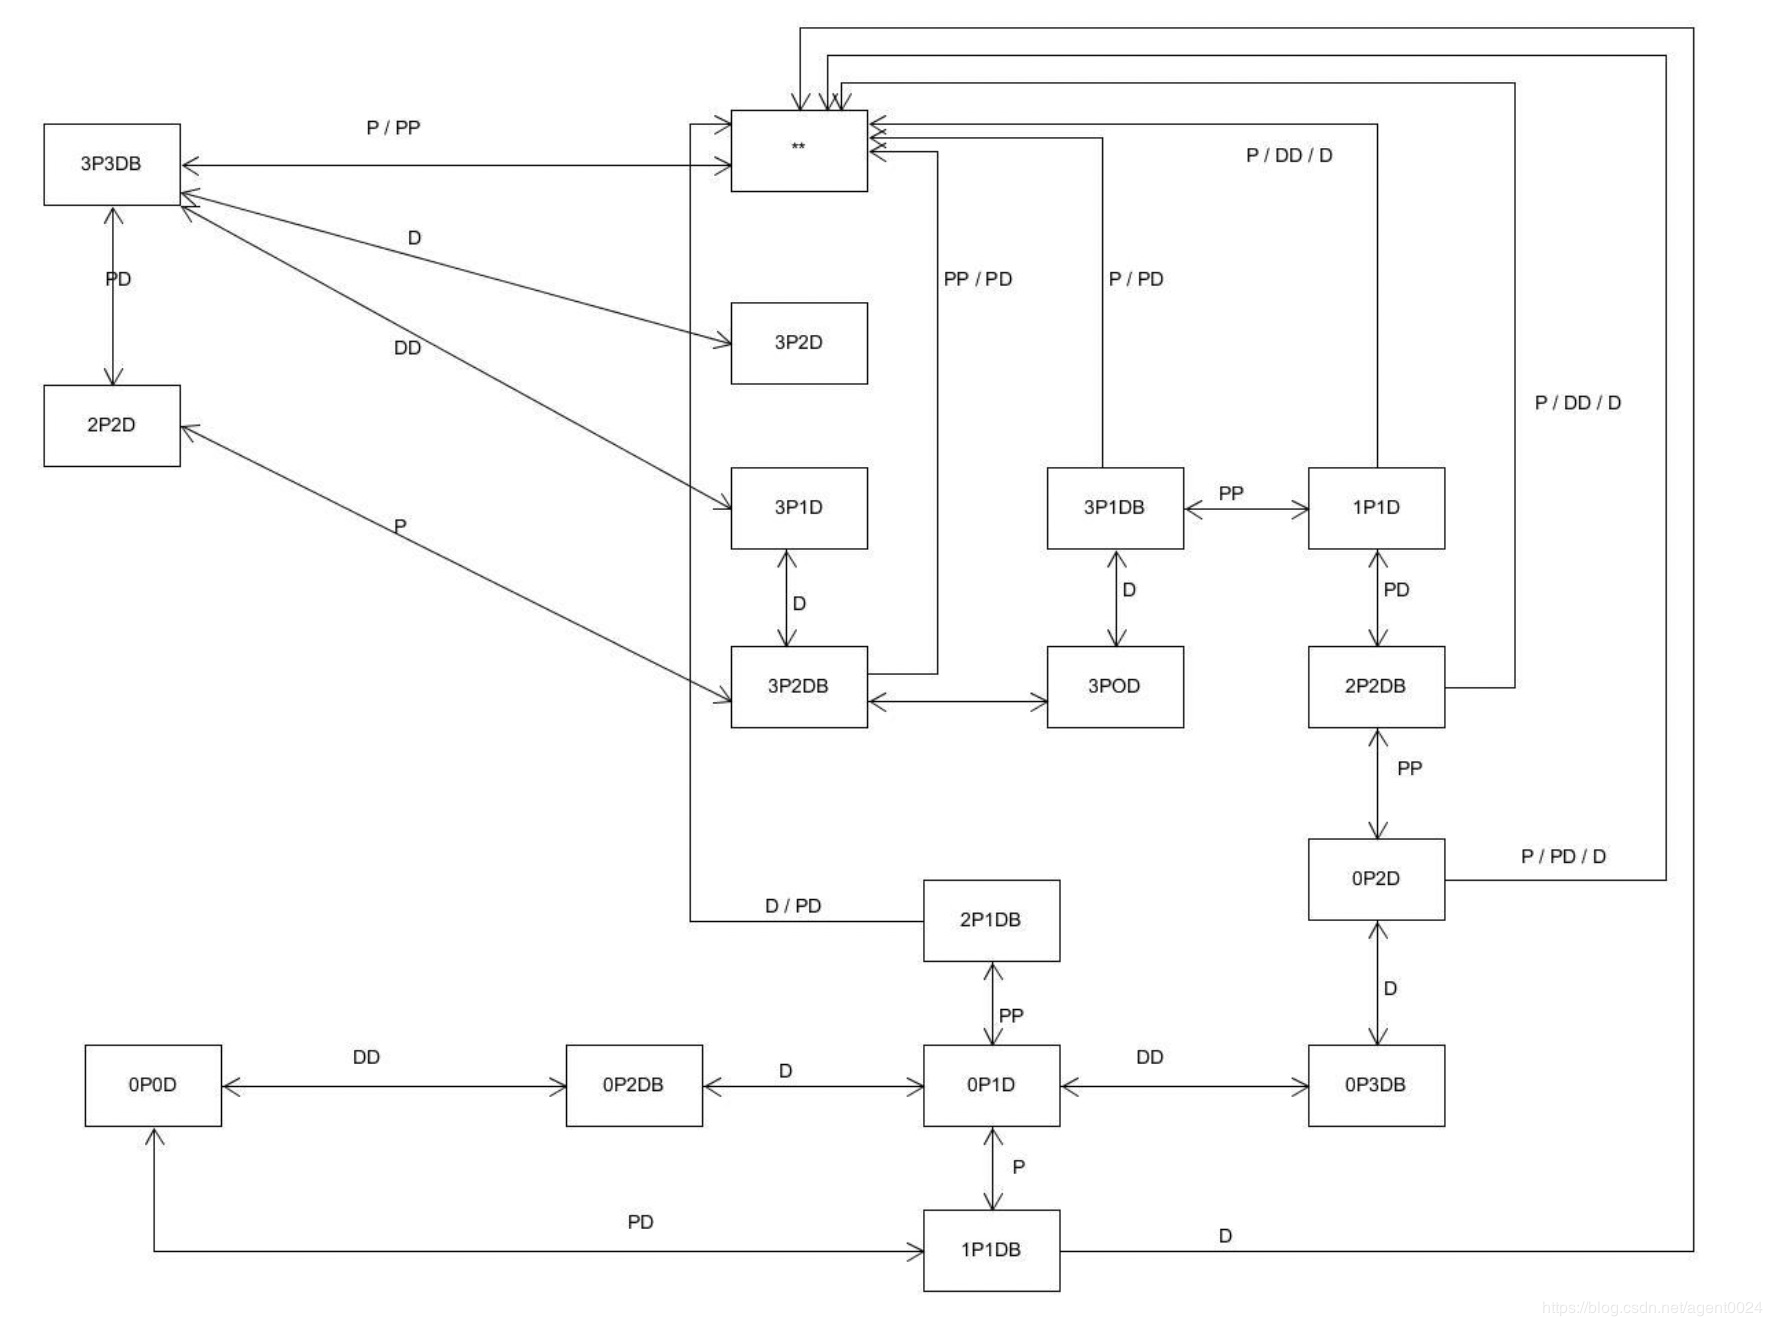 P / PP
3P3DB
**
P / DD / D
D
PD
PP / PD
P / PD
3P2D
DD
P / DD / D
2P2D
P
3P1D
3P1DB
PP
1P1D
D
D
PD
3P2DB
3POD
2P2DB
PP
P / PD / D
0P2D
D / PD
2P1DB
D
PP
DD
D
DD
0P0D
0P2DB
0P1D
0P3DB
P
PD
D
1P1DB
https://blog.csdn.net/agent0024